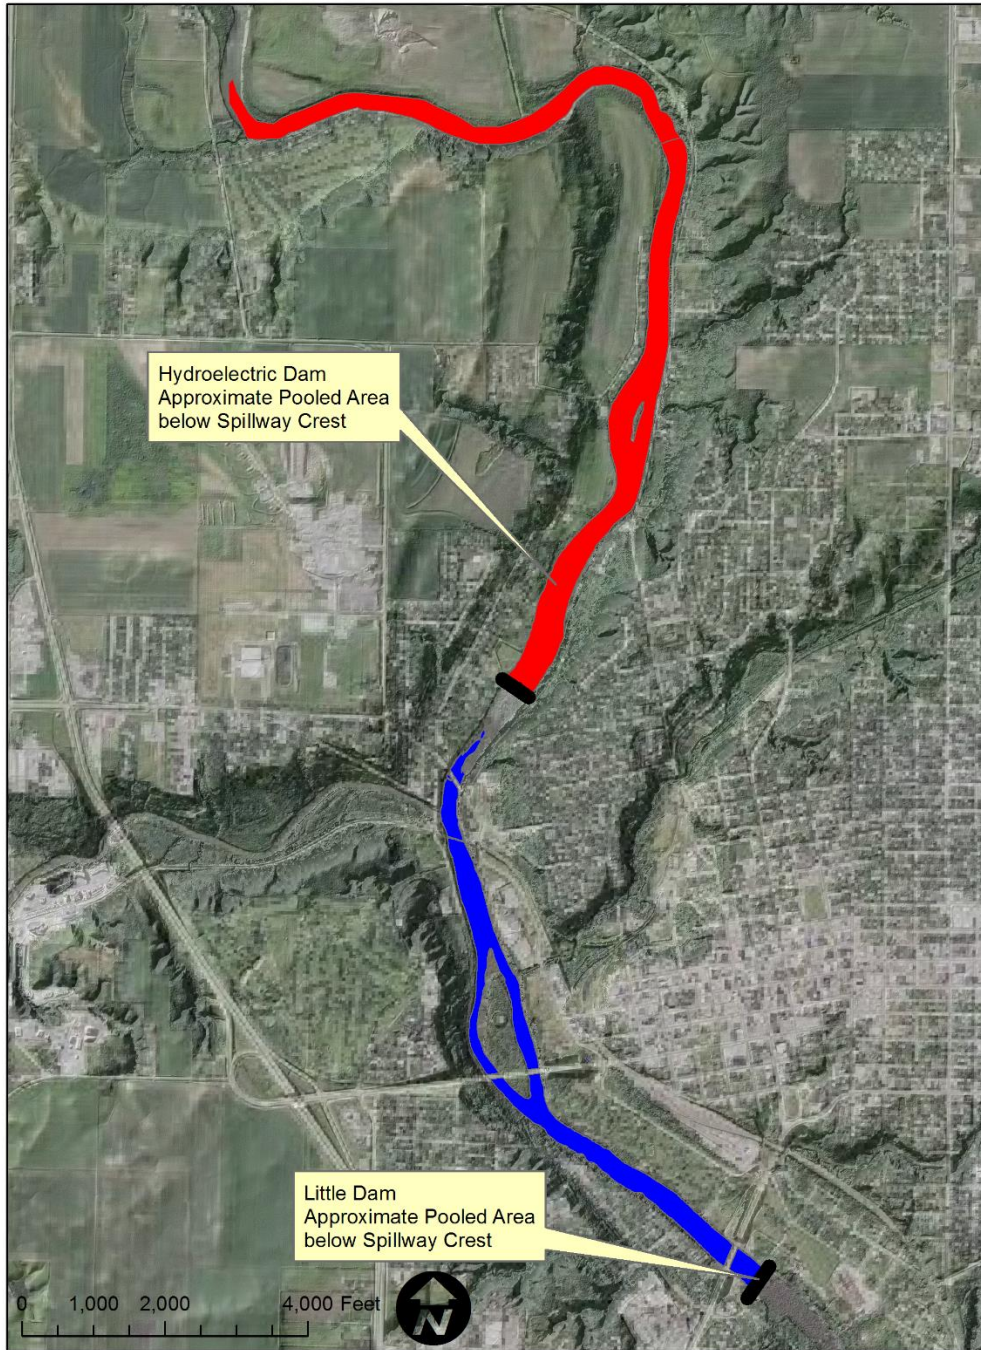 Hydroelectric Dam
Approximate Pooled Area
below Spillway Crest
Little Dam
Approximate Pooled Area
below Spillway Crest
0 1,000 2,000 4,000 Feet
N